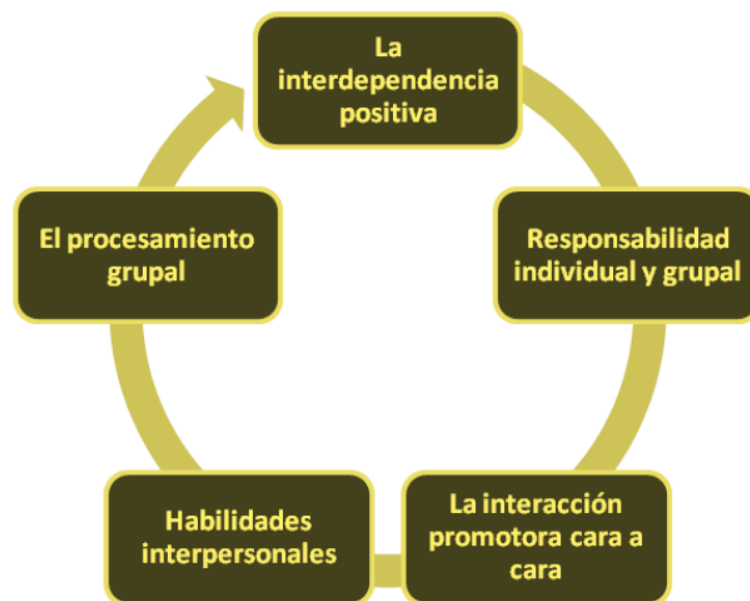 La
interdependencia
positiva
Responsabilidad
individual y grupal
La interacción
promotora cara a
cara
Habilidades
interpersonales
El procesamiento
grupal